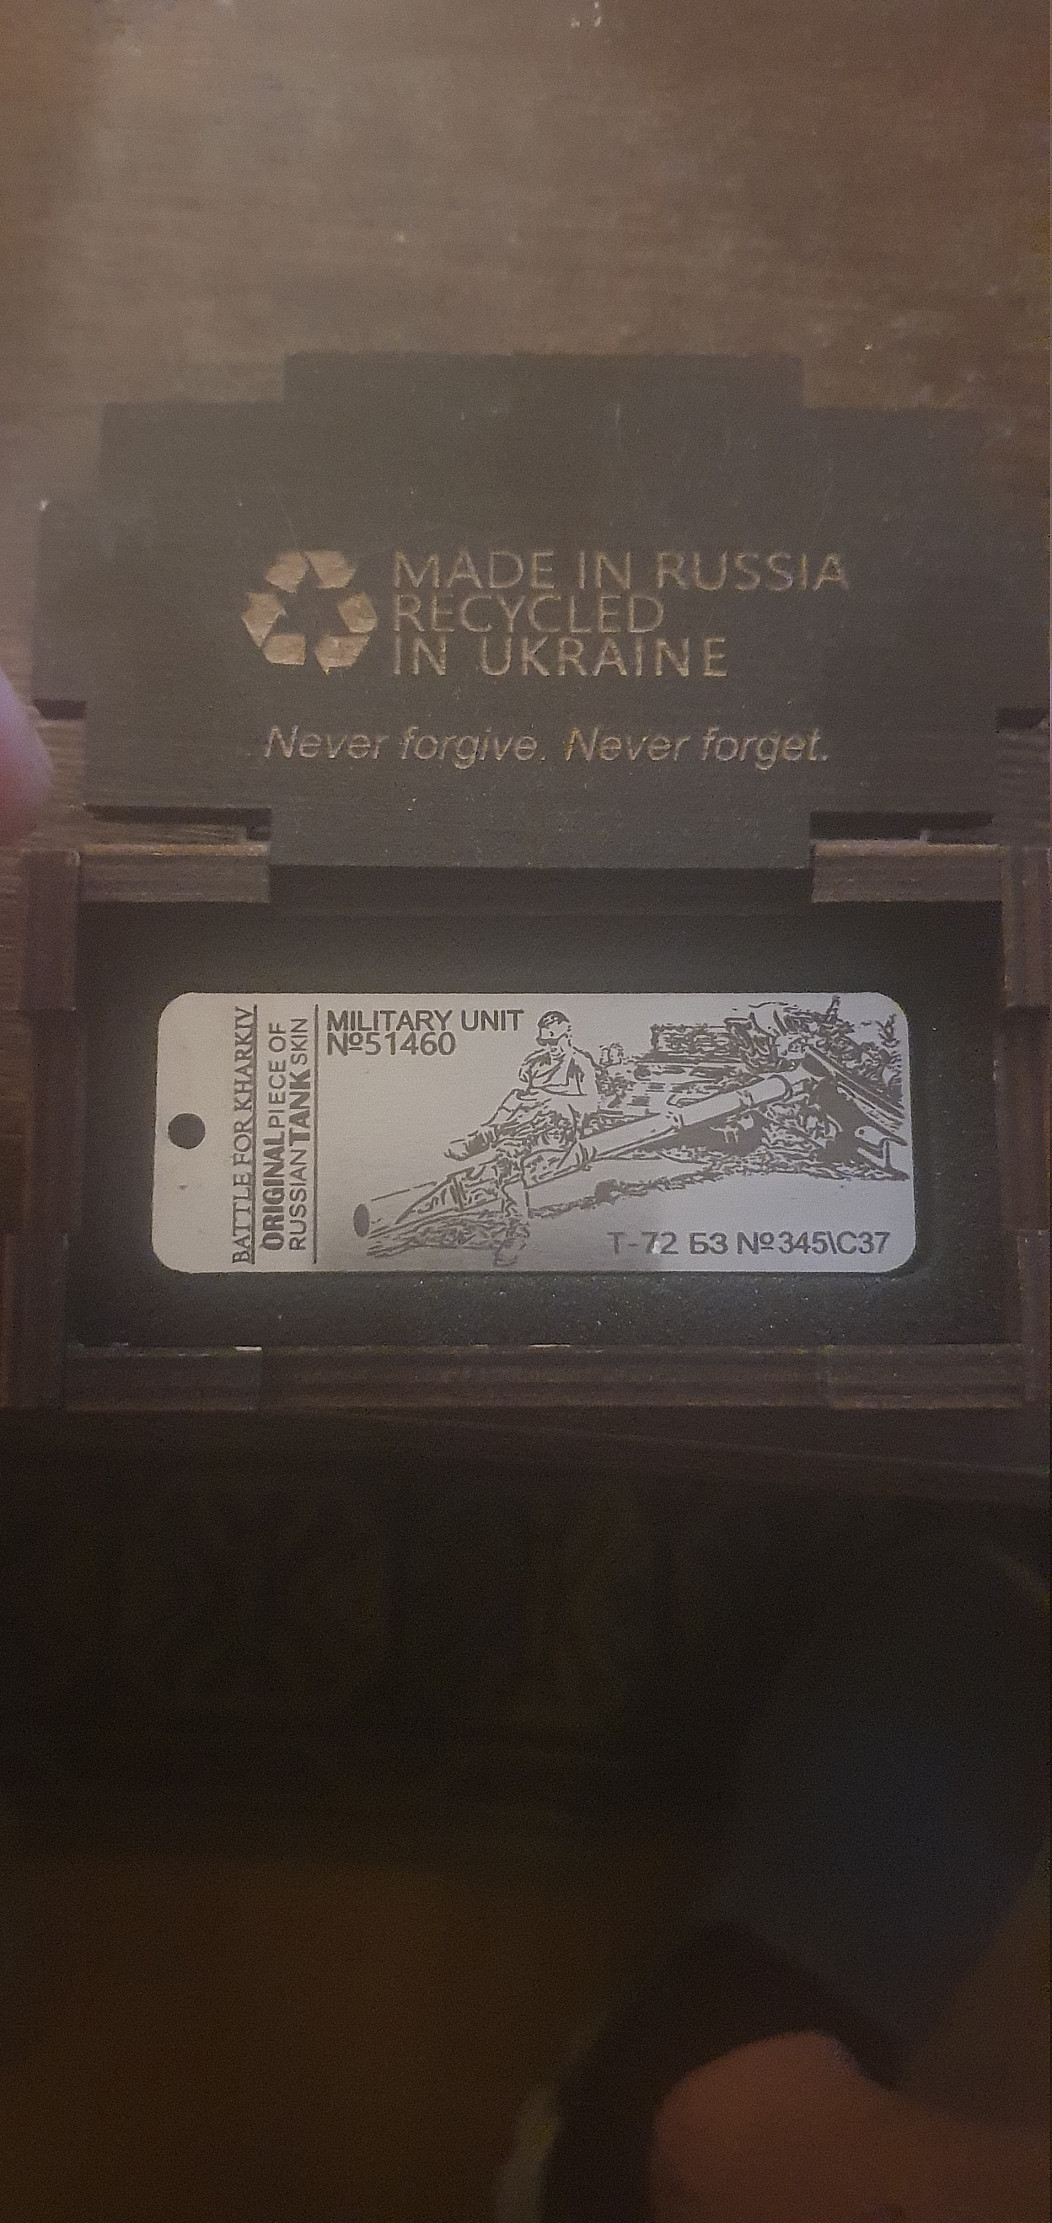 MADE IN RUSSIA
RECYCLED
IN UKRAINE
Never forgive. Never forget.
BATTLE FOR KHARKIV
ORIGINAL PIECE OF
RUSSIAN TANK SKIN
MILITARY UNIT
№51460
T-72 БЗ №345\C37